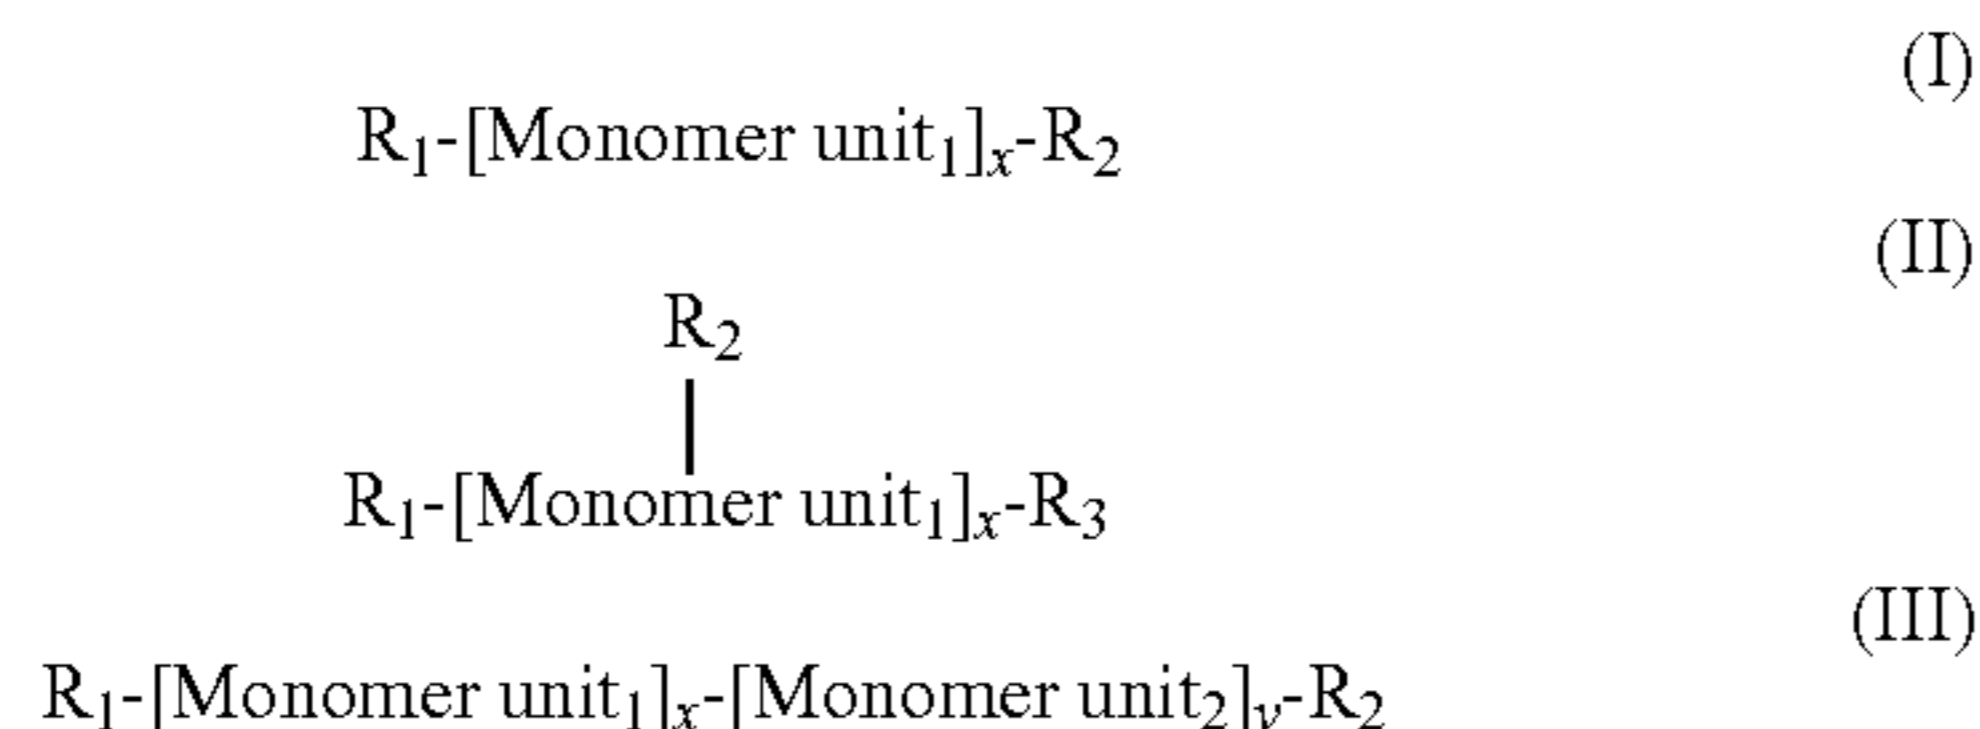 (I)
R₁-[Monomer unit₁]ₓ-R₂
(II)
R₂
R₁-[Monomer unit₁]ₓ-R₃
(III)
R₁-[Monomer unit₁]ₓ-[Monomer unit₂]y-R₂